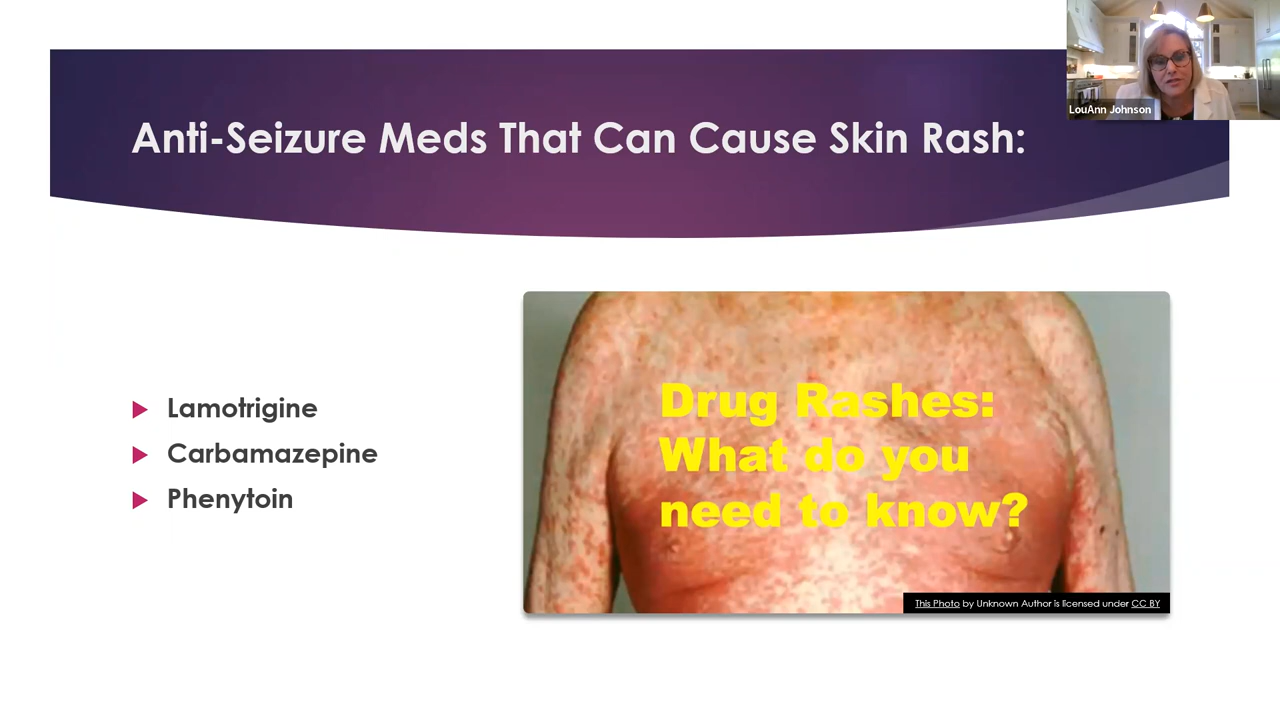 LouAnn Johnson
Anti-Seizure Meds That Can Cause Skin Rash:
Lamotrigine
Carbamazepine
Phenytoin
Drug Rashes:
What do you
need to know?
This Photo by Unknown Author is licensed under CC BY